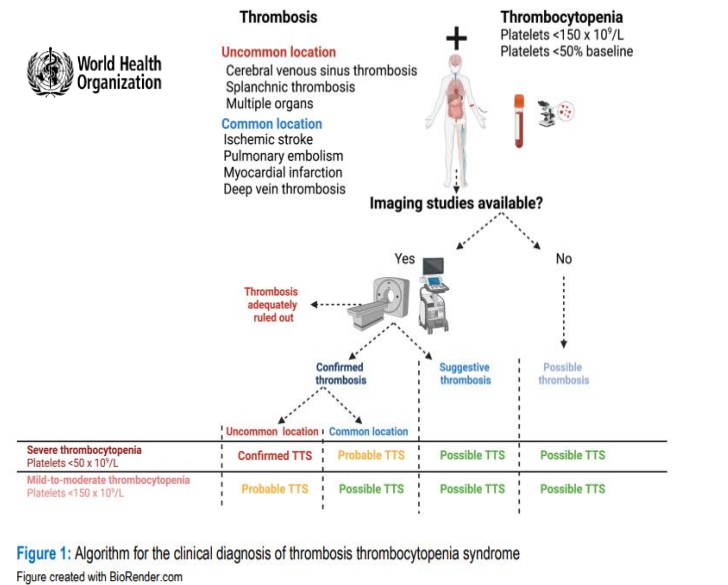 World Health
Organization
Thrombosis
Uncommon location
Cerebral venous sinus thrombosis
Splanchnic thrombosis
Multiple organs
Common location
Ischemic stroke
Pulmonary embolism
Myocardial infarction
Deep vein thrombosis
+
Thrombocytopenia
Platelets <150 x 10⁹/L
Platelets <50% baseline
Imaging studies available?
Yes
No
Thrombosis
adequately
ruled out
Confirmed
thrombosis
Suggestive
thrombosis
Possible
thrombosis
Uncommon location
Common location
Severe thrombocytopenia
Platelets <50 x 10⁹/L
Confirmed TTS
Probable TTS
Possible TTS
Possible TTS
Mild-to-moderate thrombocytopenia
Platelets <150 x 10⁹/L
Probable TTS
Possible TTS
Possible TTS
Possible TTS
Figure 1: Algorithm for the clinical diagnosis of thrombosis thrombocytopenia syndrome
Figure created with BioRender.com